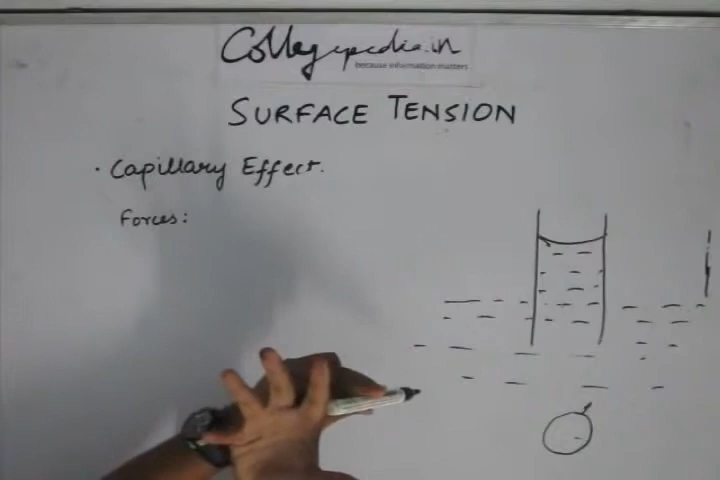 Collegepedia.in
because information matters
SURFACE TENSION
· Capillary Effect.
Forces: